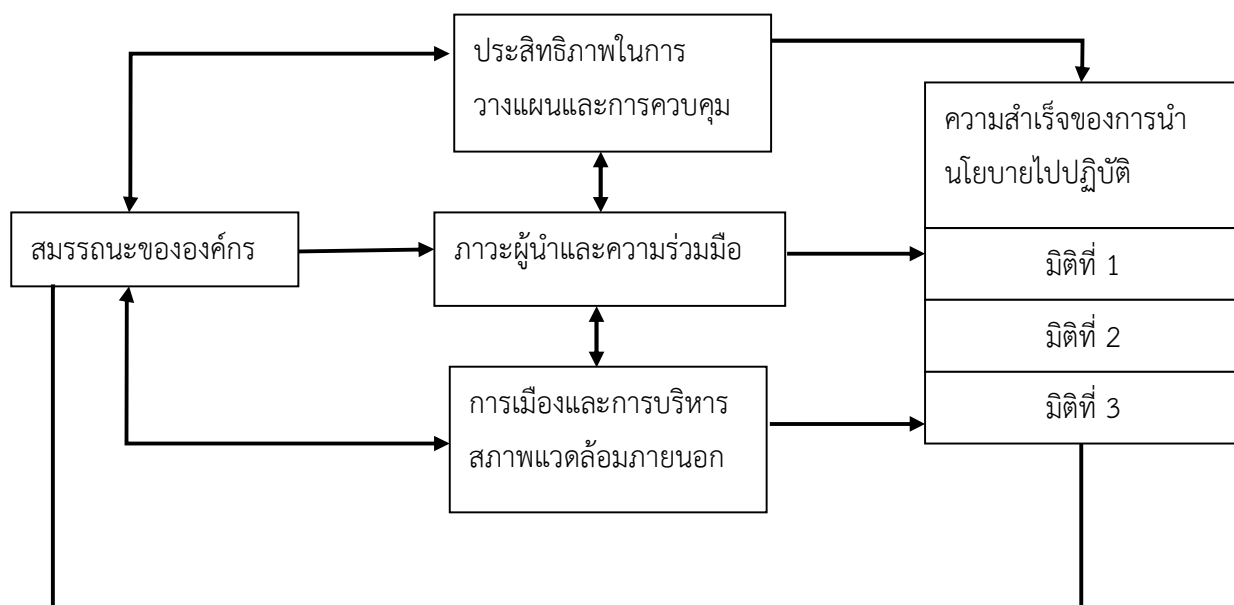 ประสิทธิภาพในการ
วางแผนและการควบคุม
ความสำเร็จของการนำ
นโยบายไปปฏิบัติ
สมรรถนะขององค์กร
ภาวะผู้นำและความร่วมมือ
มิติที่ 1
มิติที่ 2
มิติที่ 3
การเมืองและการบริหาร
สภาพแวดล้อมภายนอก